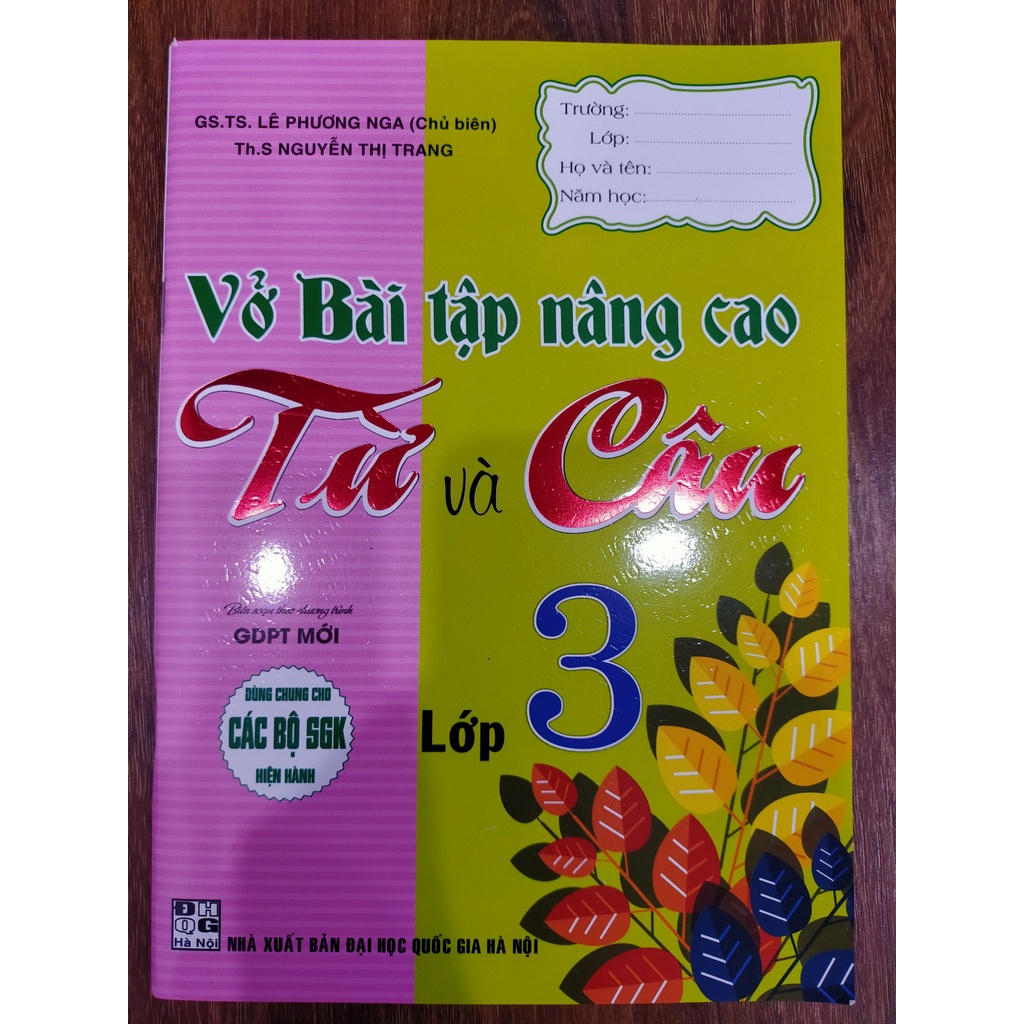 GS.TS. LÊ PHƯƠNG NGA (Chủ biên)
Th.S NGUYỄN THỊ TRANG
Trường:
Lớp:
Họ và tên:
Năm học:
Vở Bài tập nâng cao
Từ và Câu
Biên soạn theo chương trình
GDPT MỚI
DÙNG CHUNG CHO
CÁC BỘ SGK
HIỆN HÀNH
Lớp 3
ĐH
QG
Hà Nội
NHÀ XUẤT BẢN ĐẠI HỌC QUỐC GIA HÀ NỘI